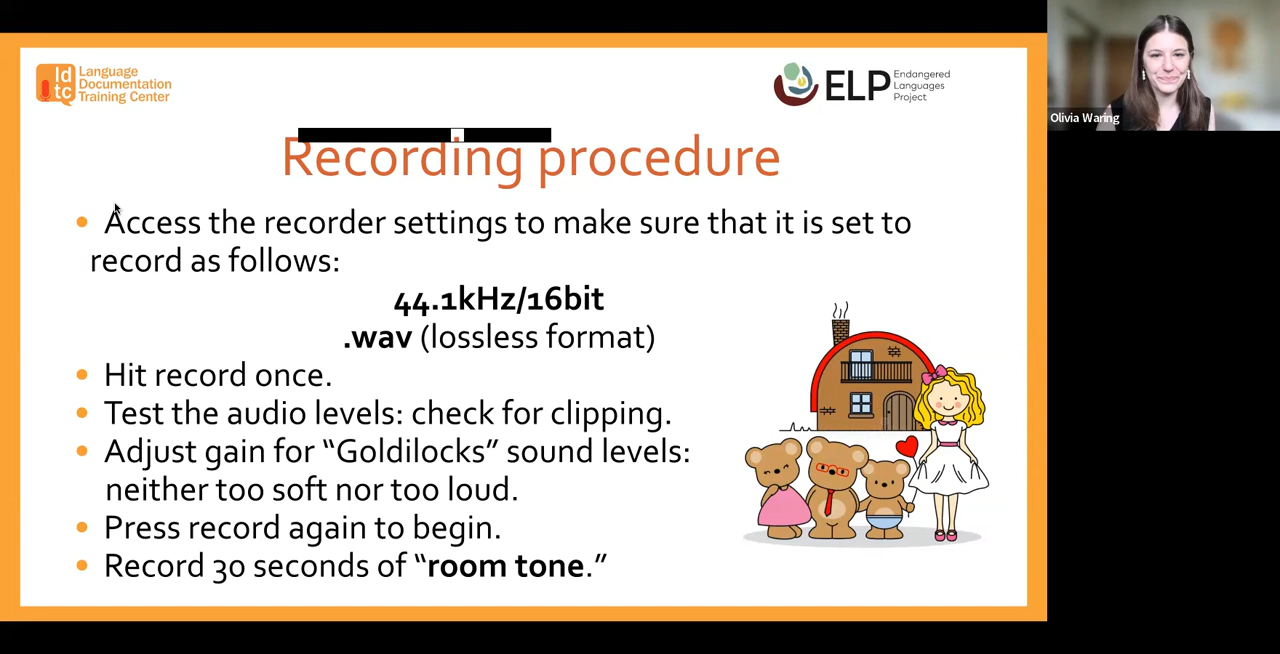 ld
tc
Language
Documentation
Training Center
ELP
Endangered
Languages
Project
Olivia Waring
Recording procedure
• Access the recorder settings to make sure that it is set to
record as follows:
44.1kHz/16bit
.wav (lossless format)
• Hit record once.
• Test the audio levels: check for clipping.
• Adjust gain for “Goldilocks” sound levels:
neither too soft nor too loud.
• Press record again to begin.
• Record 30 seconds of “room tone.”